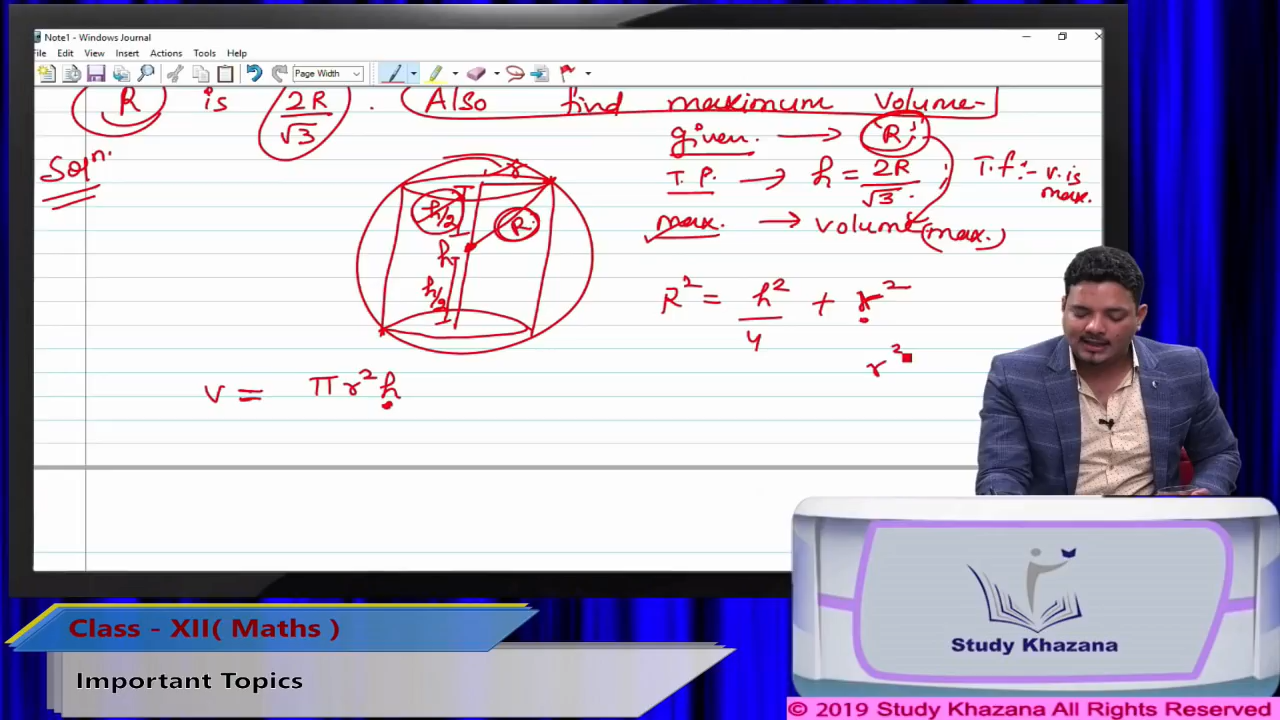 Note1 - Windows Journal
File Edit View Insert Actions Tools Help
Page Width
R is 2R/√3 . Also find maximum volume-
Solⁿ.
given. → R
T.P. → h = 2R/√3
T.f :- v. is max.
max. → volume (max.)
r
h/2
R
h
h/2
R² = h²/4 + r²
r²
v = πr²h
Study Khazana
Class - XII( Maths )
Important Topics
© 2019 Study Khazana All Rights Reserved